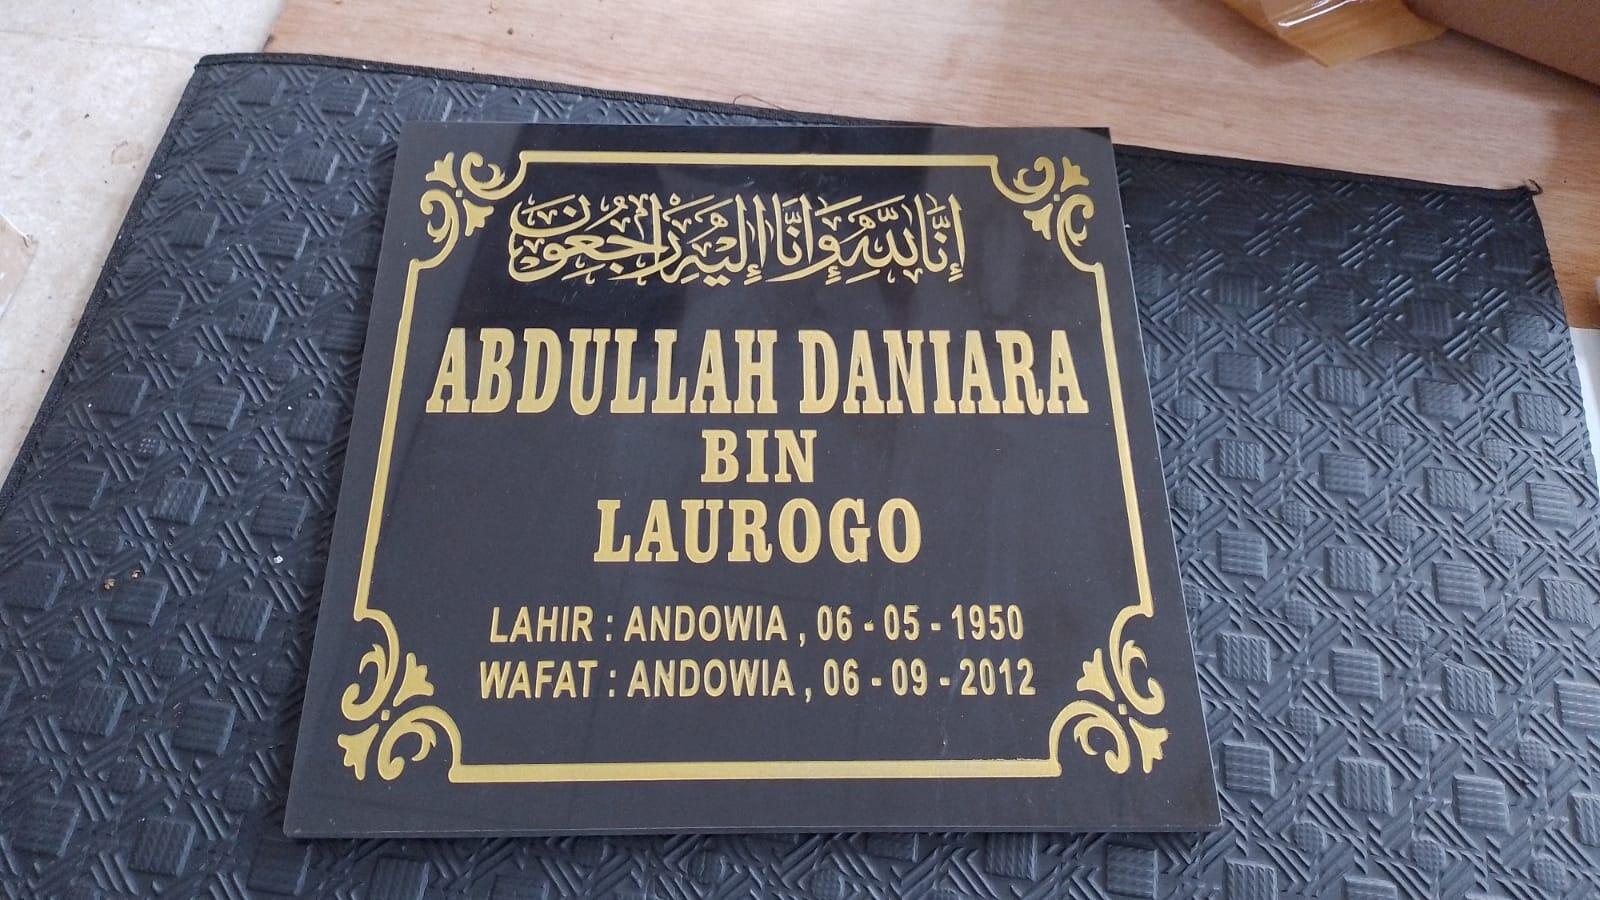 إنا لله وإنا إليه راجعون
ABDULLAH DANIARA
BIN
LAUROGO
LAHIR : ANDOWIA , 06 - 05 - 1950
WAFAT : ANDOWIA , 06 - 09 - 2012